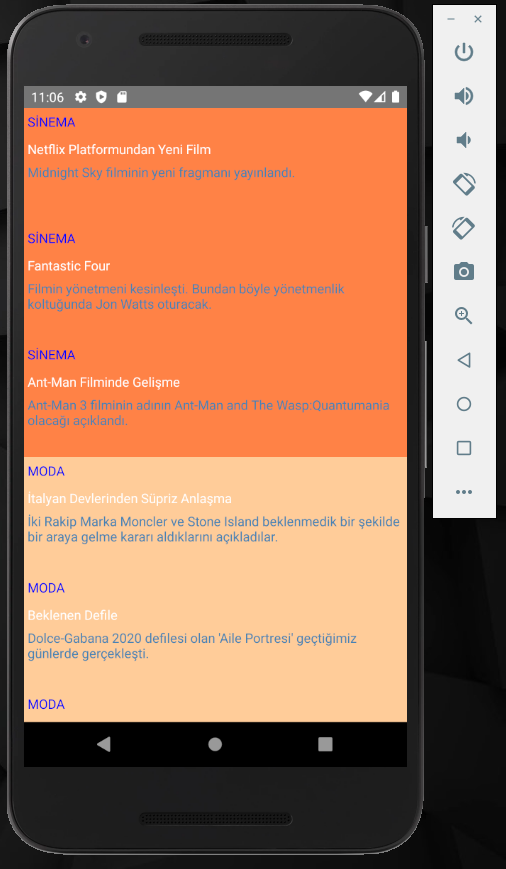 11:06
SİNEMA
Netflix Platformundan Yeni Film
Midnight Sky filminin yeni fragmanı yayınlandı.
SİNEMA
Fantastic Four
Filmin yönetmeni kesinleşti. Bundan böyle yönetmenlik
koltuğunda Jon Watts oturacak.
SİNEMA
Ant-Man Filminde Gelişme
Ant-Man 3 filminin adının Ant-Man and The Wasp:Quantumania
olacağı açıklandı.
MODA
İtalyan Devlerinden Süpriz Anlaşma
İki Rakip Marka Moncler ve Stone Island beklenmedik bir şekilde
bir araya gelme kararı aldıklarını açıkladılar.
MODA
Beklenen Defile
Dolce-Gabana 2020 defilesi olan 'Aile Portresi' geçtiğimiz
günlerde gerçekleşti.
MODA